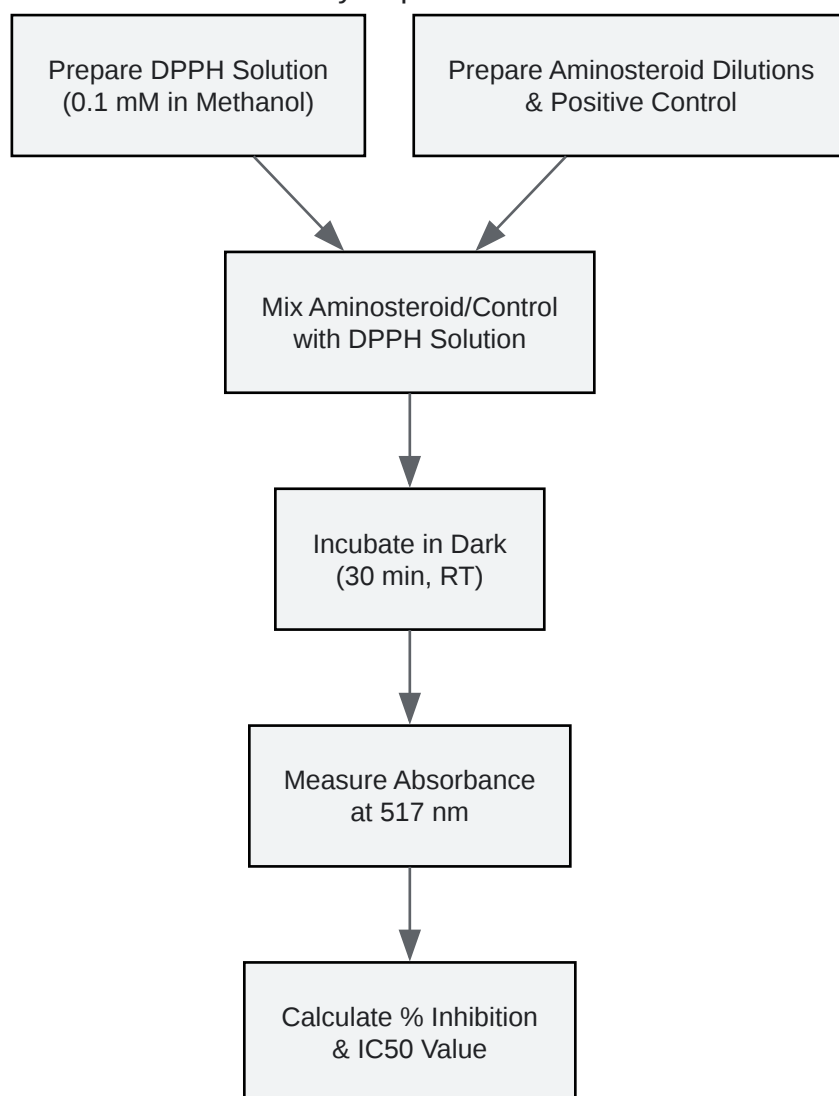 Prepare DPPH Solution
(0.1 mM in Methanol)
Prepare Aminosteroid Dilutions
& Positive Control
Mix Aminosteroid/Control
with DPPH Solution
Incubate in Dark
(30 min, RT)
Measure Absorbance
at 517 nm
Calculate % Inhibition
& IC50 Value